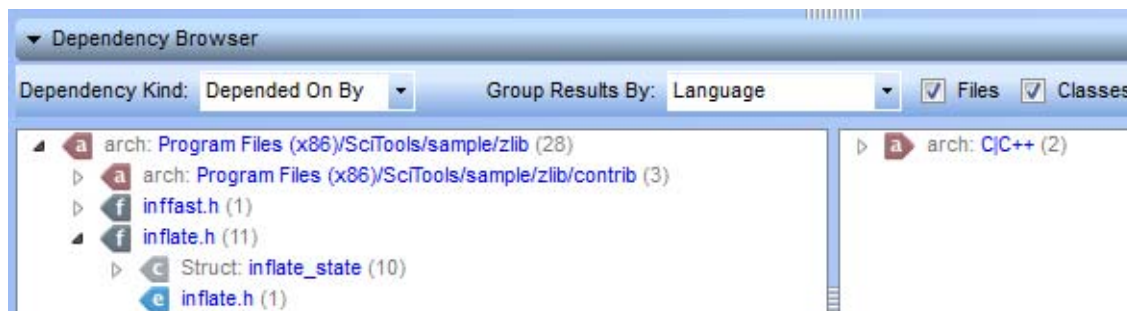 Dependency Browser
Dependency Kind: Depended On By Group Results By: Language Files Classes
a arch: Program Files (x86)/SciTools/sample/zlib (28)
a arch: Program Files (x86)/SciTools/sample/zlib/contrib (3)
f inffast.h (1)
f inflate.h (11)
c Struct: inflate_state (10)
e inflate.h (1)
a arch: C|C++ (2)